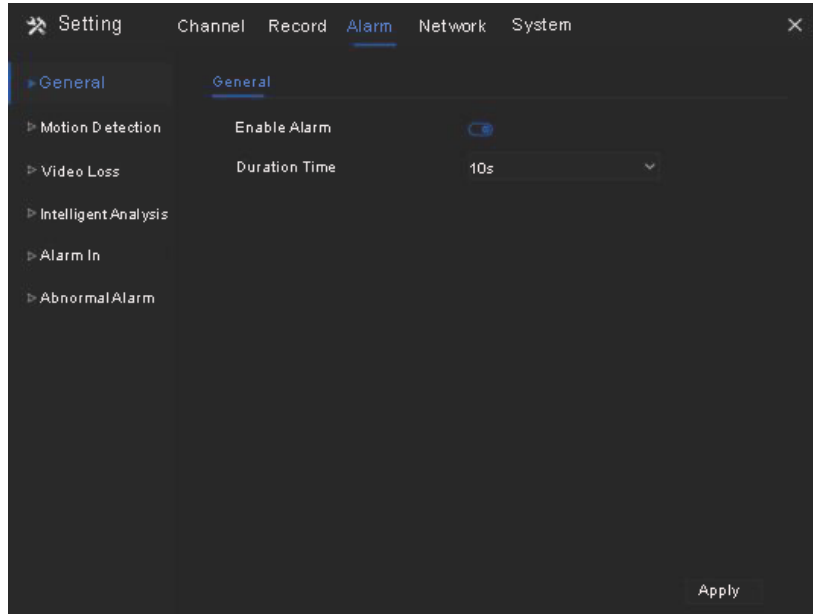 Setting Channel Record Alarm Network System
General
Motion Detection
Video Loss
Intelligent Analysis
Alarm In
Abnormal Alarm
General
Enable Alarm
Duration Time 10s
Apply